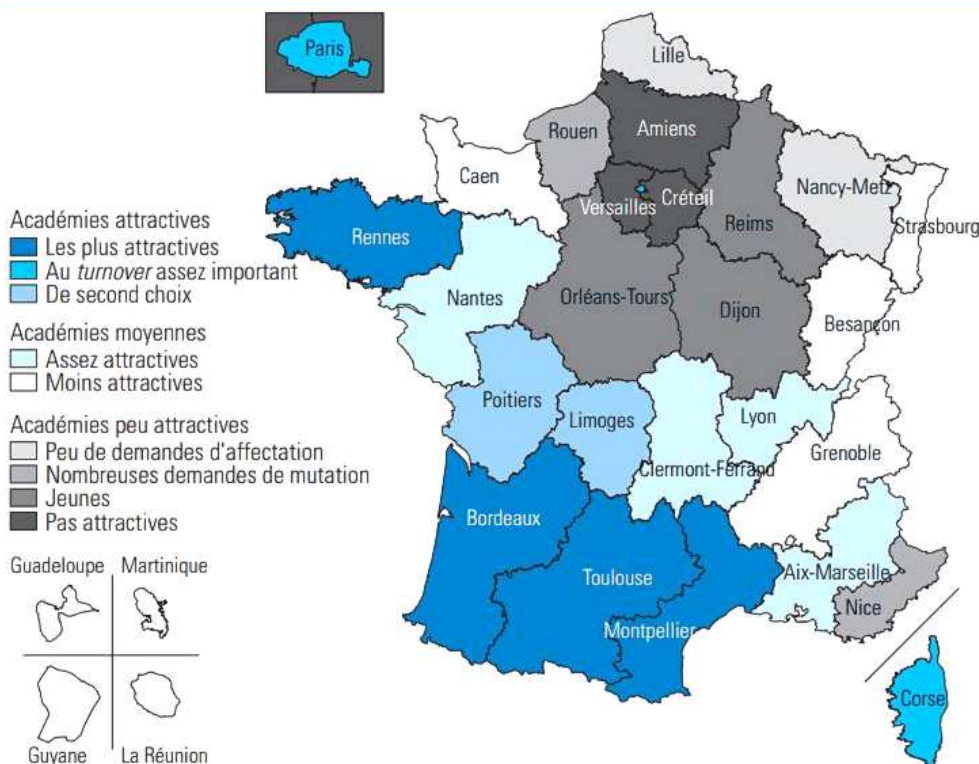 Paris
Lille
Rouen
Amiens
Caen
Nancy-Metz
Versailles
Créteil
Strasbourg
Reims
Académies attractives
Les plus attractives
Au turnover assez important
De second choix
Rennes
Nantes
Orléans-Tours
Dijon
Besançon
Académies moyennes
Assez attractives
Moins attractives
Poitiers
Limoges
Lyon
Clermont-Ferrand
Grenoble
Académies peu attractives
Peu de demandes d'affectation
Nombreuses demandes de mutation
Jeunes
Pas attractives
Bordeaux
Toulouse
Aix-Marseille
Nice
Montpellier
Guadeloupe
Martinique
Guyane
La Réunion
Corse